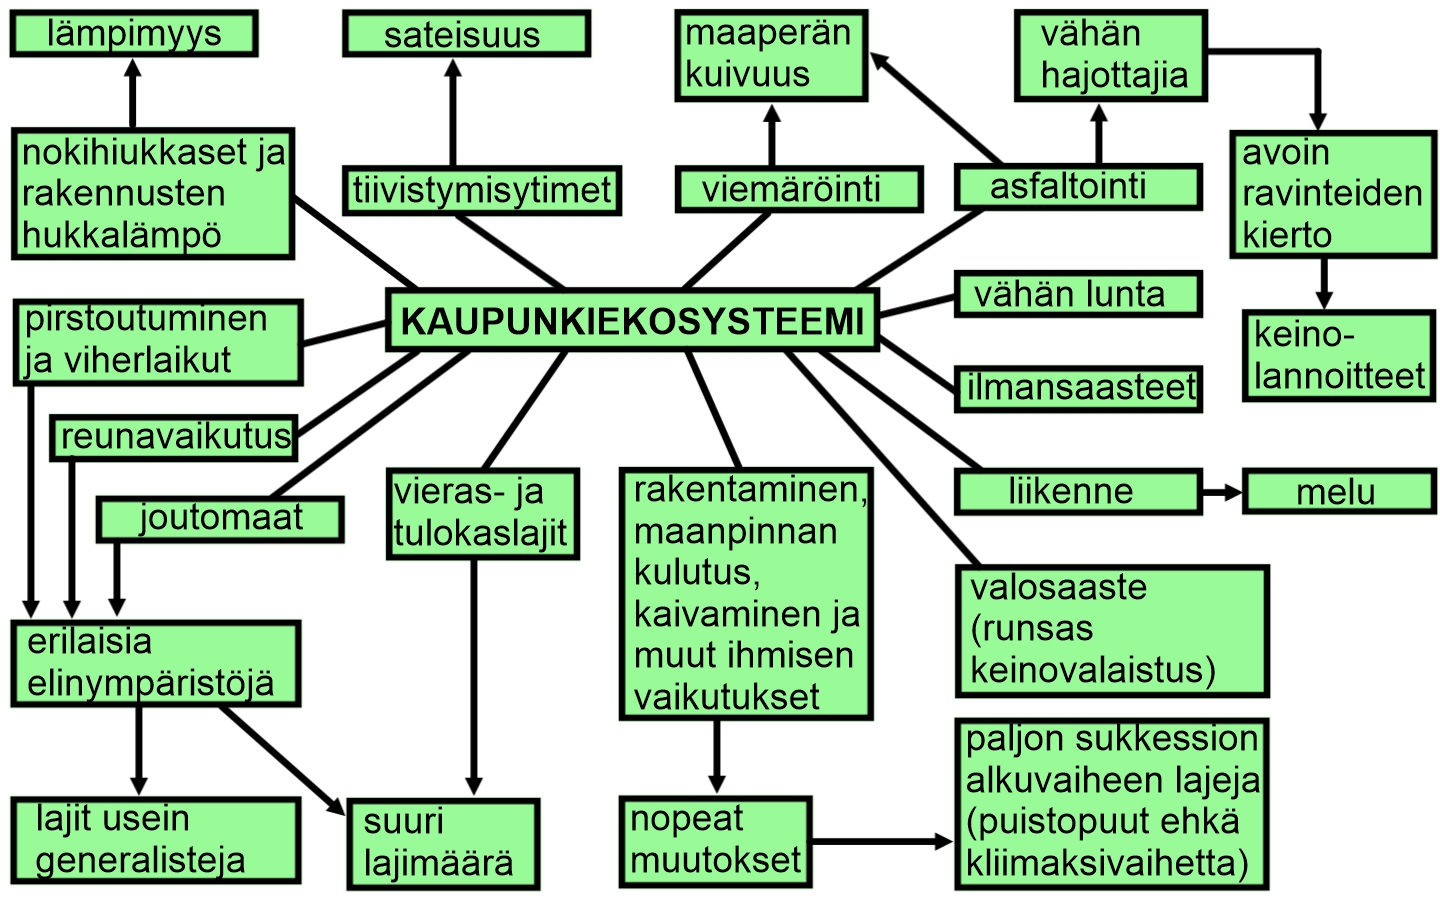 lämpimyys
sateisuus
maaperän
kuivuus
vähän
hajottajia
nokihiukkaset ja
rakennusten
hukkalämpö
tiivistymisytimet
viemäröinti
asfaltointi
avoin
ravinteiden
kierto
KAUPUNKIEKOSYSTEEMI
vähän lunta
pirstoutuminen
ja viherlaikut
keino-
lannoitteet
ilmansaasteet
reunavaikutus
joutomaat
vieras- ja
tulokaslajit
rakentaminen,
maanpinnan
kulutus,
kaivaminen ja
muut ihmisen
vaikutukset
liikenne
melu
valosaaste
(runsas
keinovalaistus)
erilaisia
elinympäristöjä
lajit usein
generalisteja
suuri
lajimäärä
nopeat
muutokset
paljon sukkession
alkuvaiheen lajeja
(puistopuut ehkä
kliimaksivaihetta)